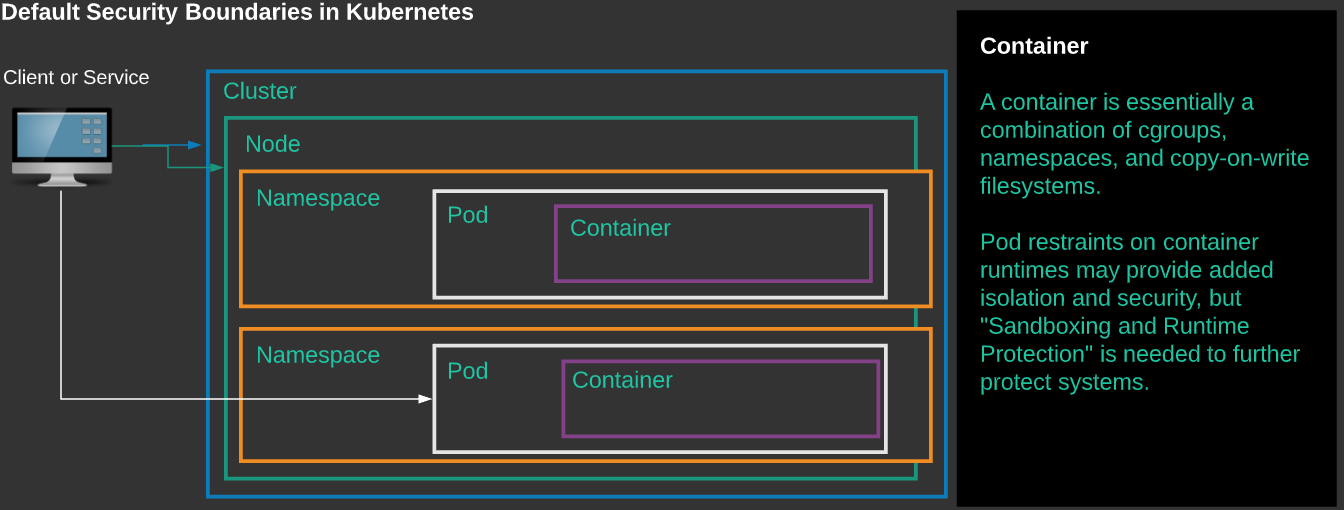 Default Security Boundaries in Kubernetes
Client or Service
Cluster
Node
Namespace
Pod
Container
Namespace
Pod
Container
Container
A container is essentially a
combination of cgroups,
namespaces, and copy-on-write
filesystems.
Pod restraints on container
runtimes may provide added
isolation and security, but
"Sandboxing and Runtime
Protection" is needed to further
protect systems.